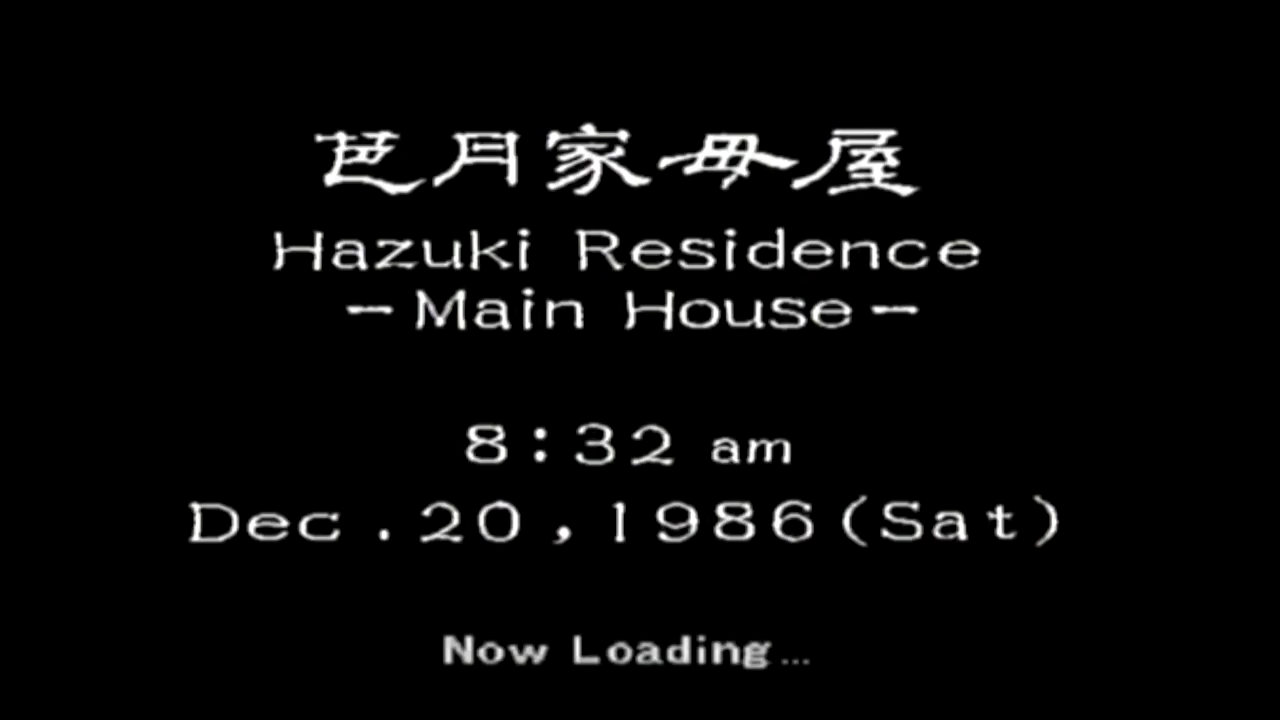 芭月家母屋
Hazuki Residence
－Main House－
8:32 am
Dec.20,1986(Sat)
Now Loading...